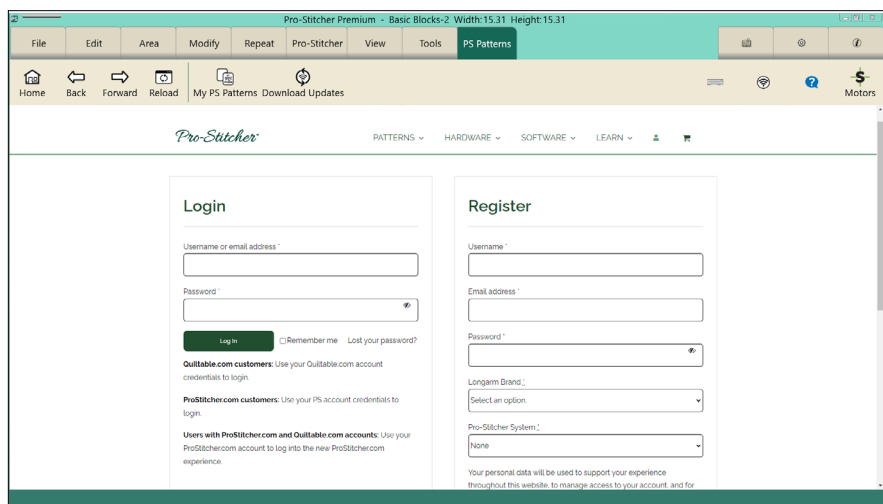 Pro-Stitcher Premium - Basic Blocks-2 Width:15.31 Height:15.31
File Edit Area Modify Repeat Pro-Stitcher View Tools PS Patterns
Home Back Forward Reload My PS Patterns Download Updates Motors
Pro-Stitcher PATTERNS HARDWARE SOFTWARE LEARN
Login
Username or email address *
Password *
Log In Remember me Lost your password?
Quiltable.com customers: Use your Quiltable.com account
credentials to login.
ProStitcher.com customers: Use your PS account credentials to
login.
Users with ProStitcher.com and Quiltable.com accounts: Use your
ProStitcher.com account to log into the new ProStitcher.com
experience.
Register
Username *
Email address *
Password *
Longarm Brand *
Select an option.
Pro-Stitcher System *
None
Your personal data will be used to support your experience
throughout this website, to manage access to your account, and for